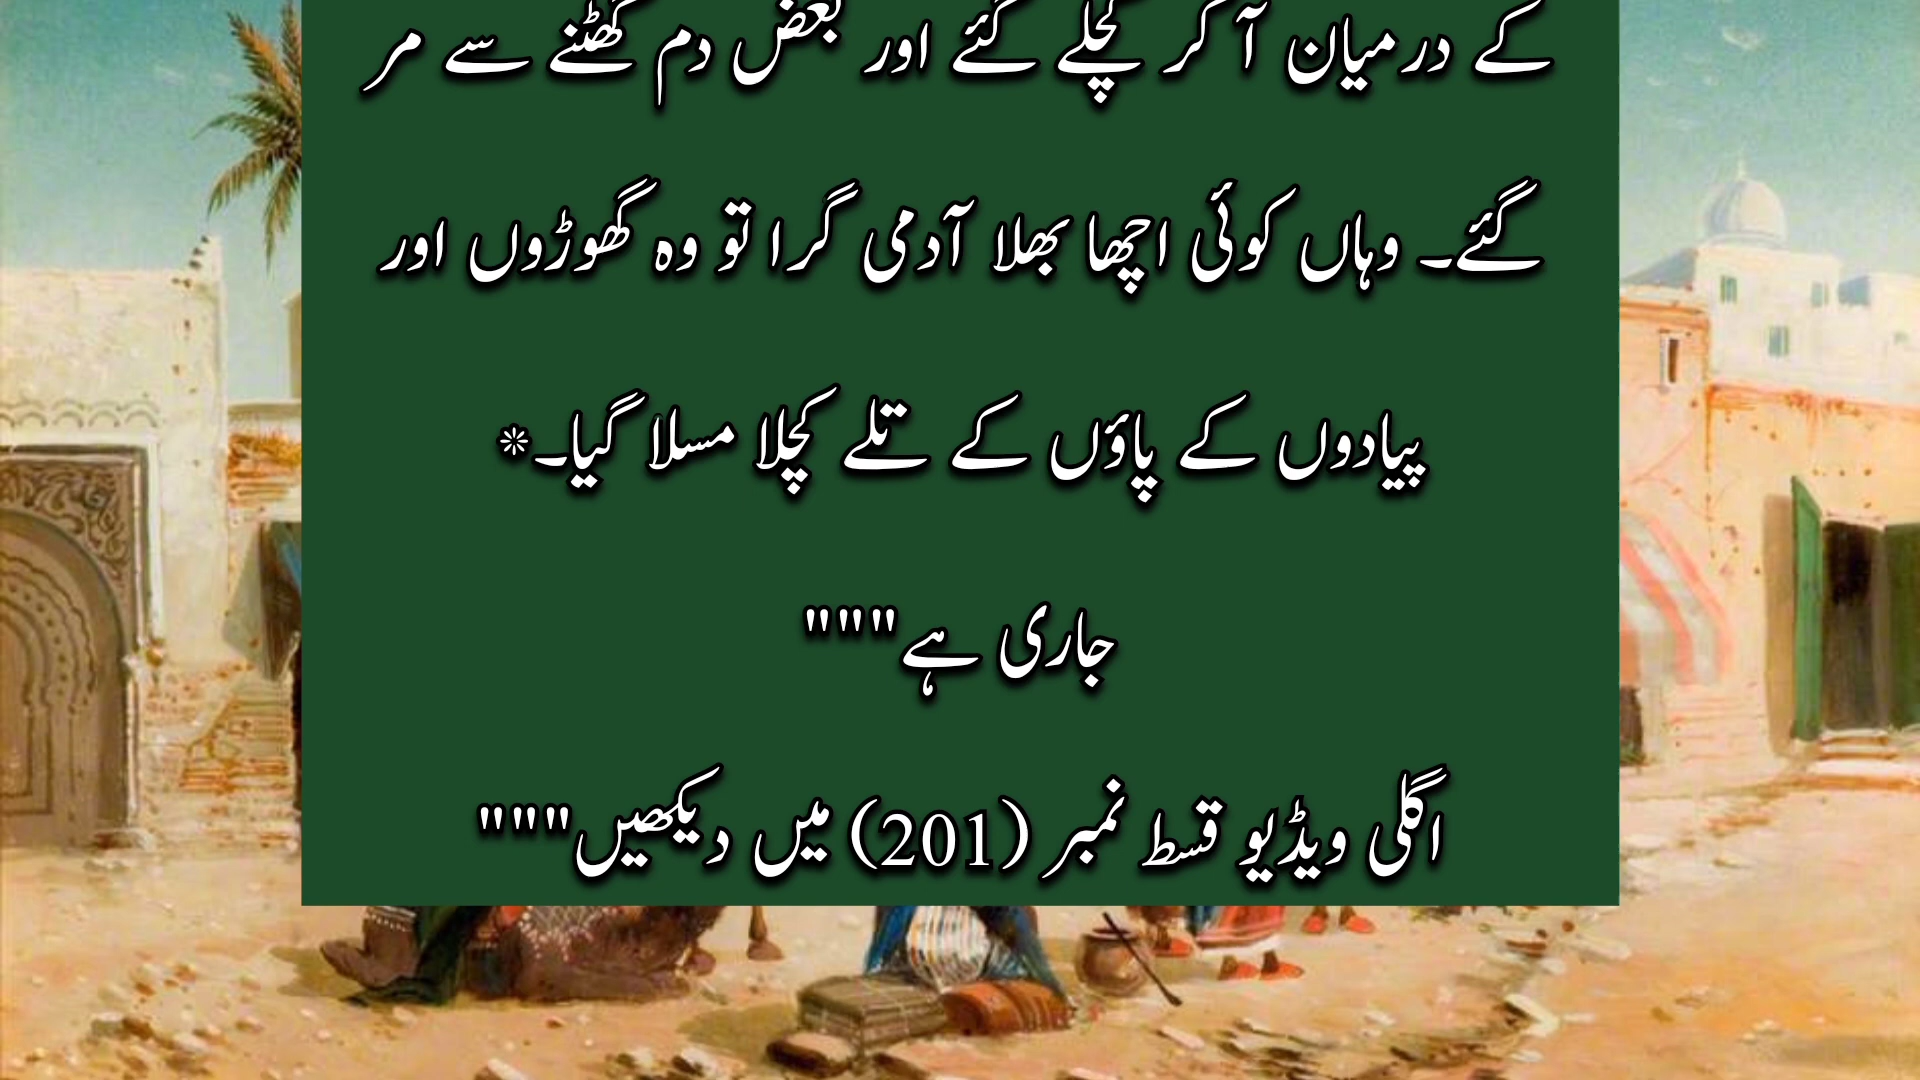 کے درمیان آ کر کچلے گئے اور بعض دم گھٹنے سے مر
گئے۔ وہاں کوئی اچھا بھلا آدمی گرا تو وہ گھوڑوں اور
پیادوں کے پاؤں کے تلے کچلا مسلا گیا۔*
جاری ہے"""
اگلی ویڈیو قسط نمبر (201) میں دیکھیں"""